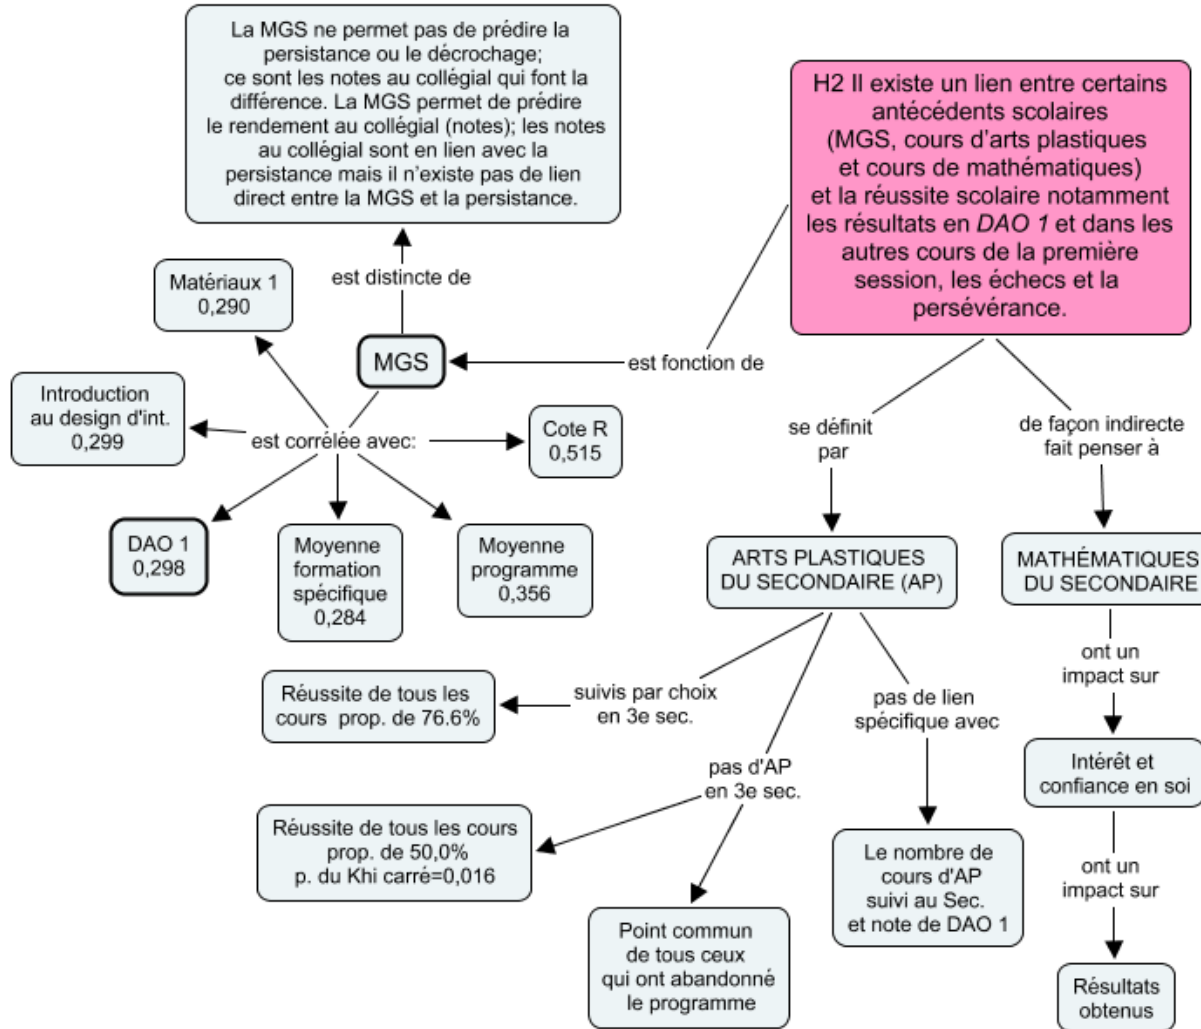 La MGS ne permet pas de prédire la
persistance ou le décrochage;
ce sont les notes au collégial qui font la
différence. La MGS permet de prédire
le rendement au collégial (notes); les notes
au collégial sont en lien avec la
persistance mais il n'existe pas de lien
direct entre la MGS et la persistance.
H2 Il existe un lien entre certains
antécédents scolaires
(MGS, cours d'arts plastiques
et cours de mathématiques)
et la réussite scolaire notamment
les résultats en DAO 1 et dans les
autres cours de la première
session, les échecs et la
persévérance.
est distincte de
Matériaux 1
0,290
MGS
est fonction de
Introduction
au design d'int.
0,299
est corrélée avec:
Cote R
0,515
se définit
par
de façon indirecte
fait penser à
DAO 1
0,298
Moyenne
formation
spécifique
0,284
Moyenne
programme
0,356
ARTS PLASTIQUES
DU SECONDAIRE (AP)
MATHÉMATIQUES
DU SECONDAIRE
Réussite de tous les
cours prop. de 76.6%
suivis par choix
en 3e sec.
pas de lien
spécifique avec
ont un
impact sur
pas d'AP
en 3e sec.
Intérêt et
confiance en soi
Réussite de tous les cours
prop. de 50,0%
p. du Khi carré=0,016
Le nombre de
cours d'AP
suivi au Sec.
et note de DAO 1
ont un
impact sur
Point commun
de tous ceux
qui ont abandonné
le programme
Résultats
obtenus